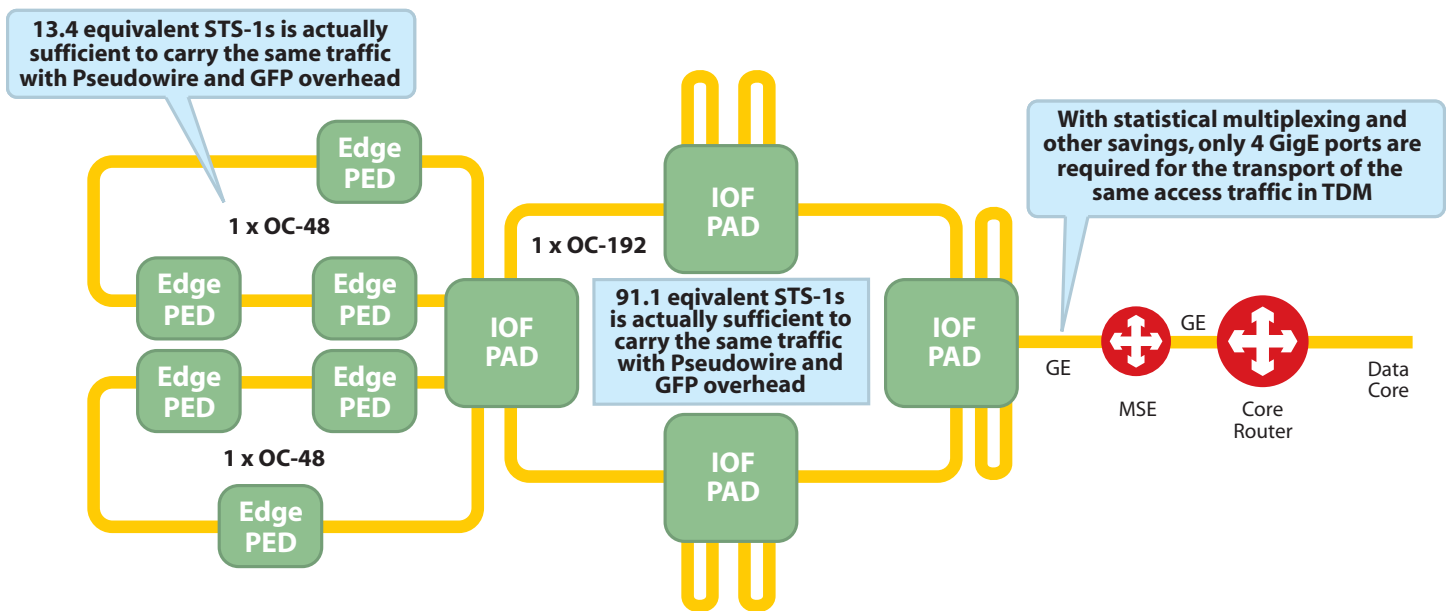 13.4 equivalent STS-1s is actually
sufficient to carry the same traffic
with Pseudowire and GFP overhead
Edge
PED
1 x OC-48
Edge
PED
Edge
PED
Edge
PED
Edge
PED
1 x OC-48
Edge
PED
IOF
PAD
IOF
PAD
1 x OC-192
91.1 eqivalent STS-1s
is actually sufficient to
carry the same traffic
with Pseudowire and
GFP overhead
IOF
PAD
IOF
PAD
With statistical multiplexing and
other savings, only 4 GigE ports are
required for the transport of the
same access traffic in TDM
GE
MSE
GE
Core
Router
Data
Core